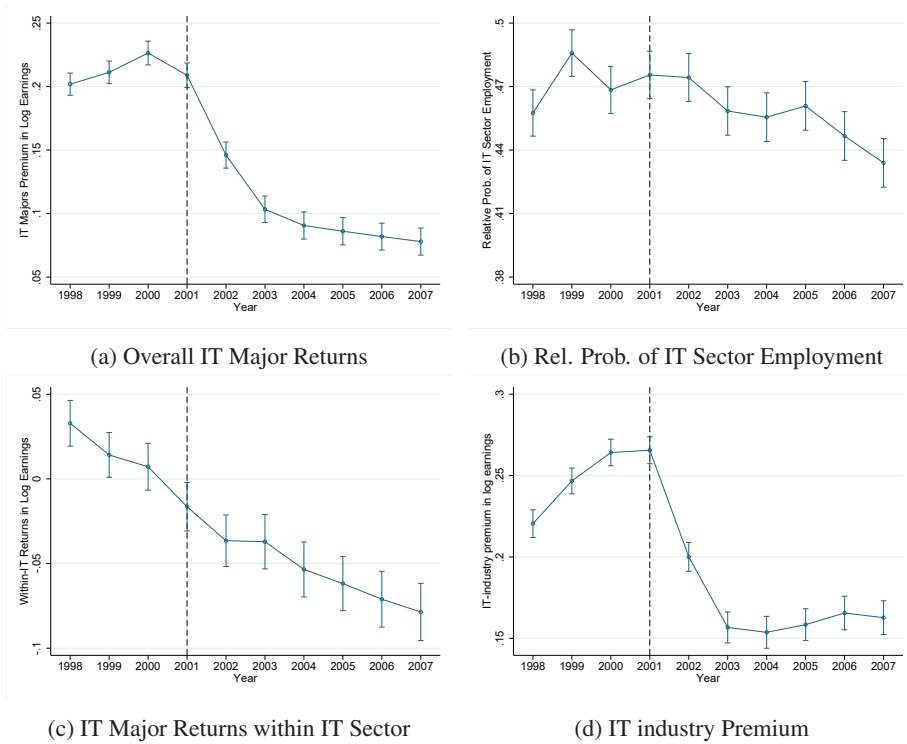 IT Majors Premium in Log Earnings
.25
.2
.15
.1
.05
1998 1999 2000 2001 2002 2003 2004 2005 2006 2007
Year
(a) Overall IT Major Returns
Relative Prob. of IT Sector Employment
.5
.47
.44
.41
.38
1998 1999 2000 2001 2002 2003 2004 2005 2006 2007
Year
(b) Rel. Prob. of IT Sector Employment
Within-IT Returns in Log Earnings
.05
0
-.05
-.1
1998 1999 2000 2001 2002 2003 2004 2005 2006 2007
Year
(c) IT Major Returns within IT Sector
IT-industry premium in log earnings
.3
.25
.2
.15
1998 1999 2000 2001 2002 2003 2004 2005 2006 2007
Year
(d) IT industry Premium